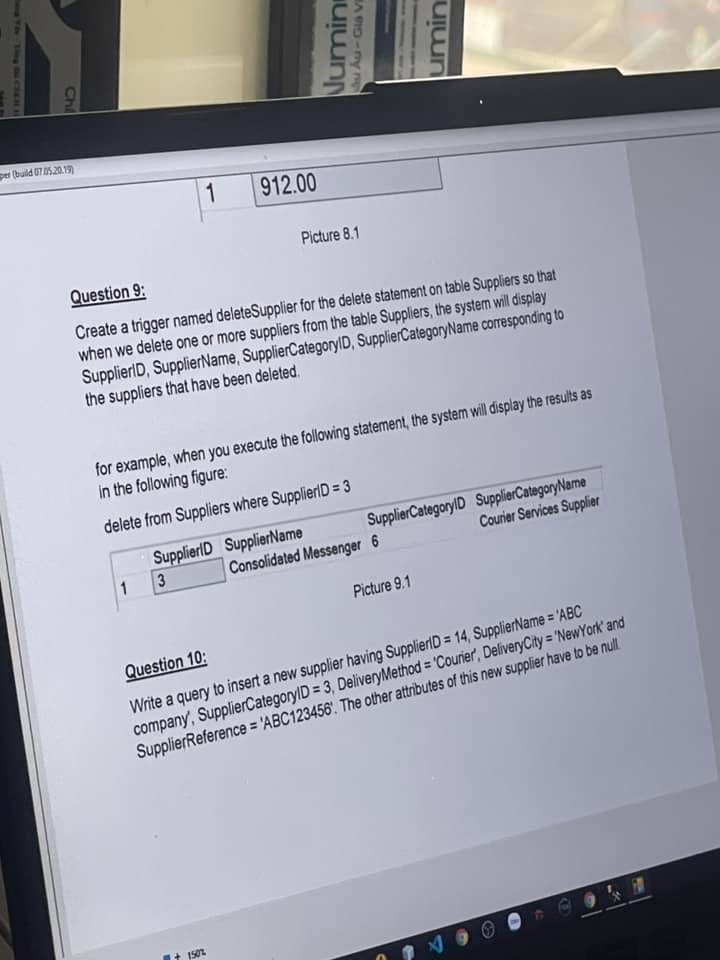 Numin
umin
Âu Âu - Giá V
Ch
per (build 07.05.20.19)
1 912.00
Picture 8.1
Question 9:
Create a trigger named deleteSupplier for the delete statement on table Suppliers so that
when we delete one or more suppliers from the table Suppliers, the system will display
SupplierID, SupplierName, SupplierCategoryID, SupplierCategoryName corresponding to
the suppliers that have been deleted.
for example, when you execute the following statement, the system will display the results as
in the following figure:
delete from Suppliers where SupplierID = 3
SupplierID SupplierName SupplierCategoryID SupplierCategoryName
1 3 Consolidated Messenger 6 Courier Services Supplier
Picture 9.1
Question 10:
Write a query to insert a new supplier having SupplierID = 14, SupplierName = 'ABC
company', SupplierCategoryID = 3, DeliveryMethod = 'Courier', DeliveryCity = 'NewYork' and
SupplierReference = 'ABC123456'. The other attributes of this new supplier have to be null.
+ 150%